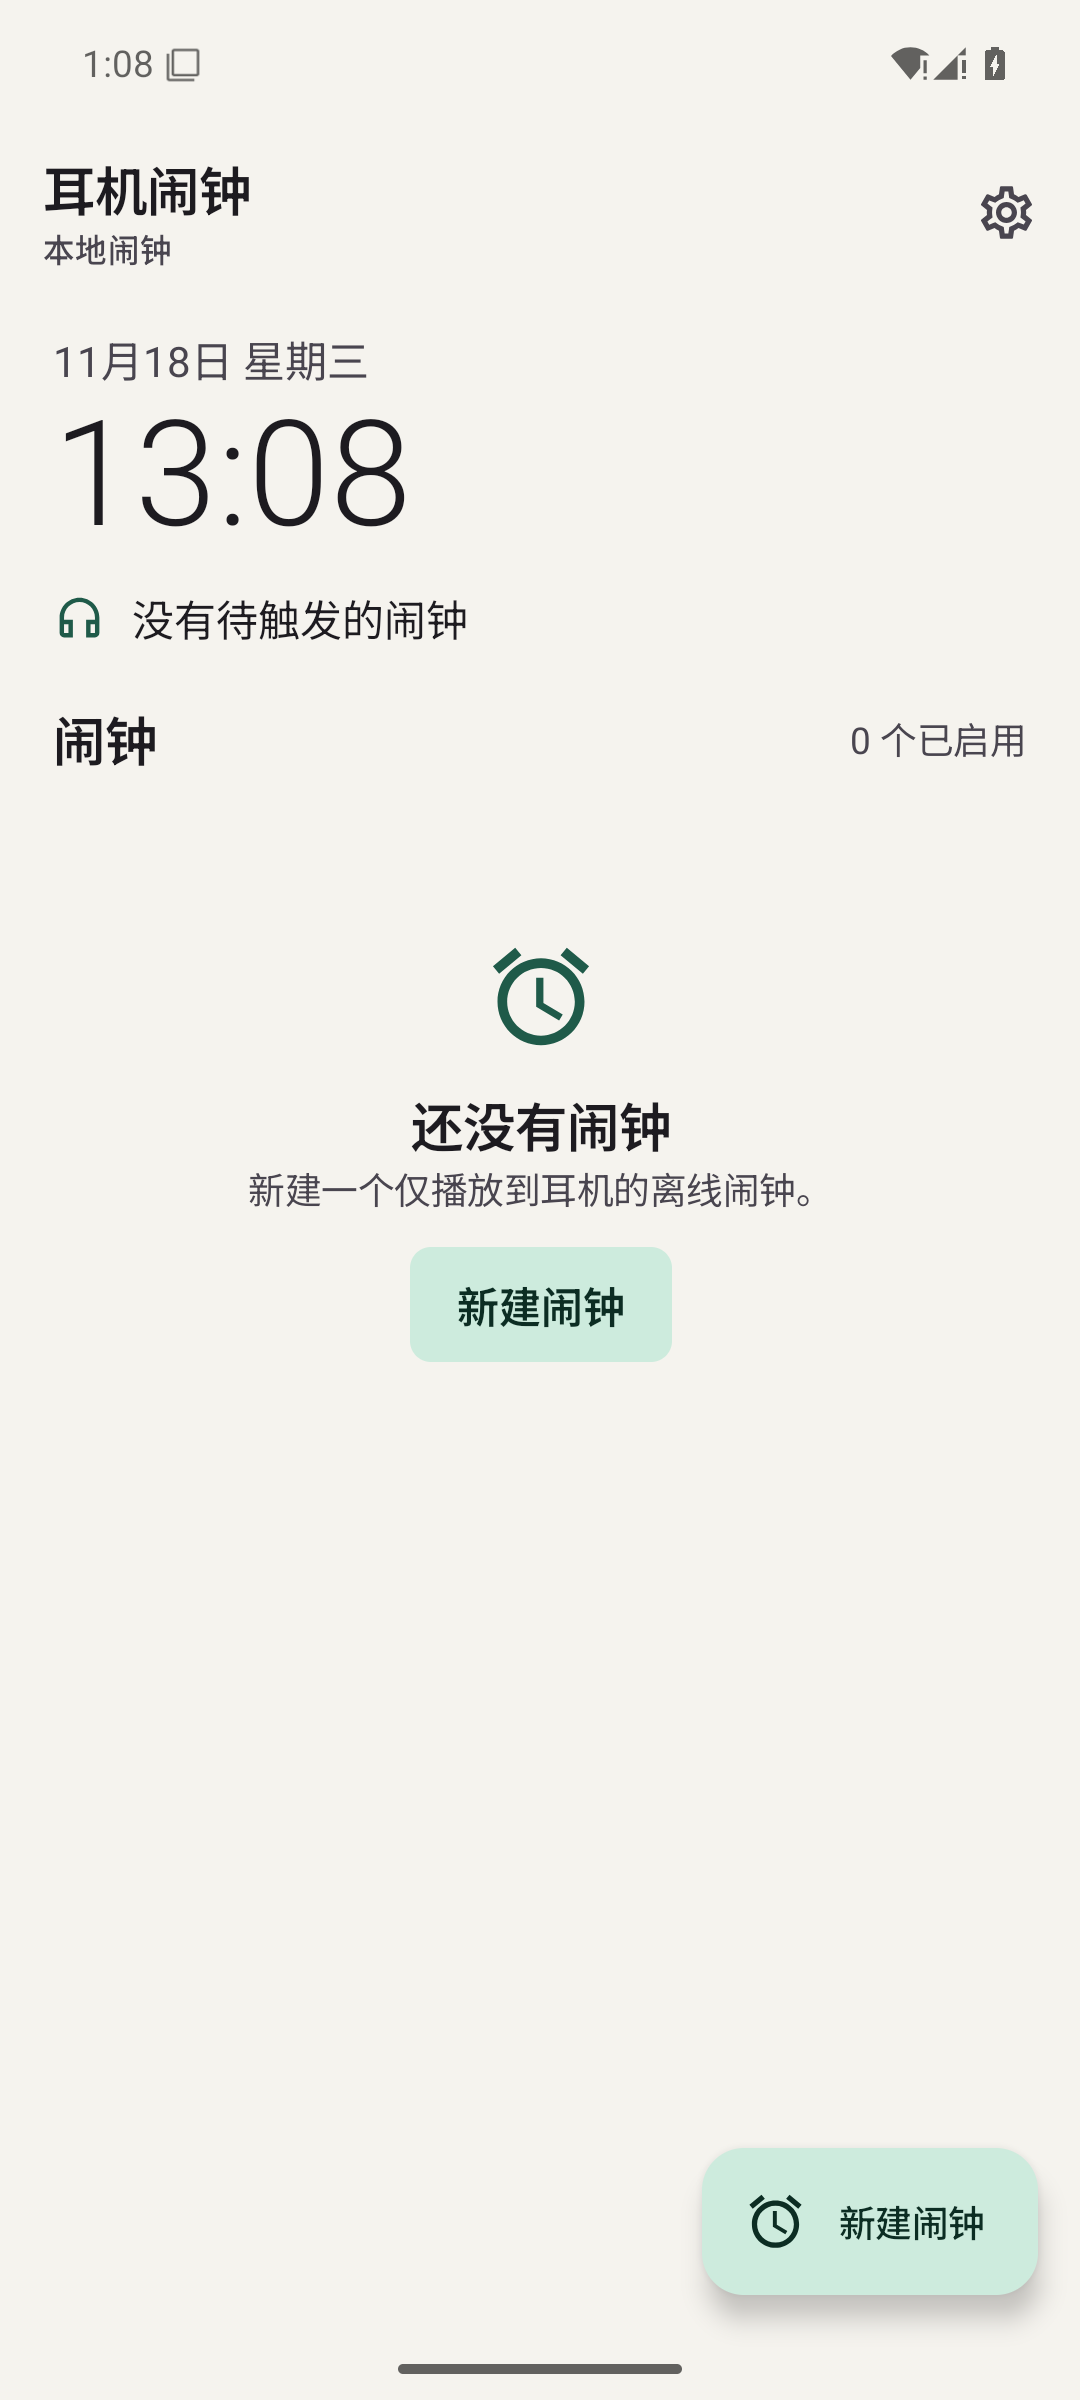 1:08
耳机闹钟
本地闹钟
11月18日 星期三
13:08
没有待触发的闹钟
闹钟
0 个已启用
还没有闹钟
新建一个仅播放到耳机的离线闹钟。
新建闹钟
新建闹钟